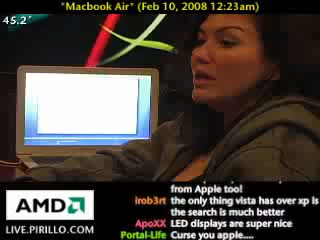 "Macbook Air" (Feb 10, 2008 12:23am)
45.2°
from Apple too!
irob3rt the only thing vista has over xp is
the search is much better
ApoXX LED displays are super nice
Portal-Life Curse you apple....
AMD
LIVE.PIRILLO.COM